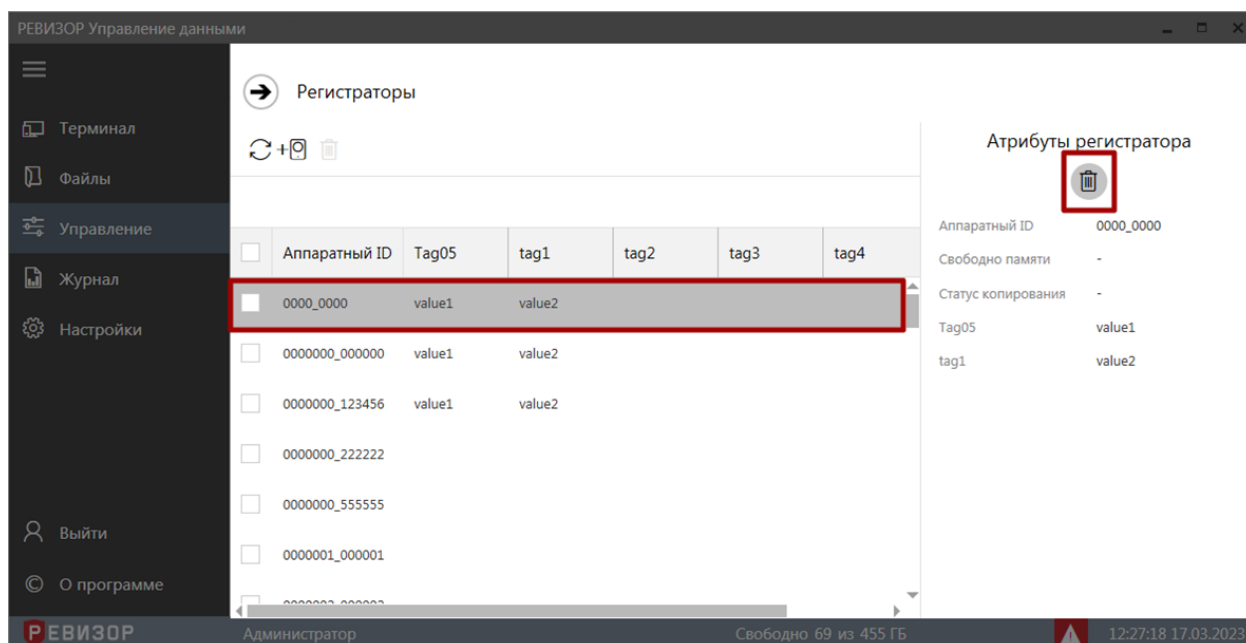 РЕВИЗОР Управление данными
Регистраторы
Терминал
Файлы
Управление
Журнал
Настройки
Выйти
О программе
Аппаратный ID Tag05 tag1 tag2 tag3 tag4
0000_0000 value1 value2
0000000_000000 value1 value2
0000000_123456 value1 value2
0000000_222222
0000000_555555
0000001_000001
Атрибуты регистратора
Аппаратный ID 0000_0000
Свободно памяти -
Статус копирования -
Tag05 value1
tag1 value2
РЕВИЗОР Администратор Свободно 69 из 455 ГБ 12:27:18 17.03.2023